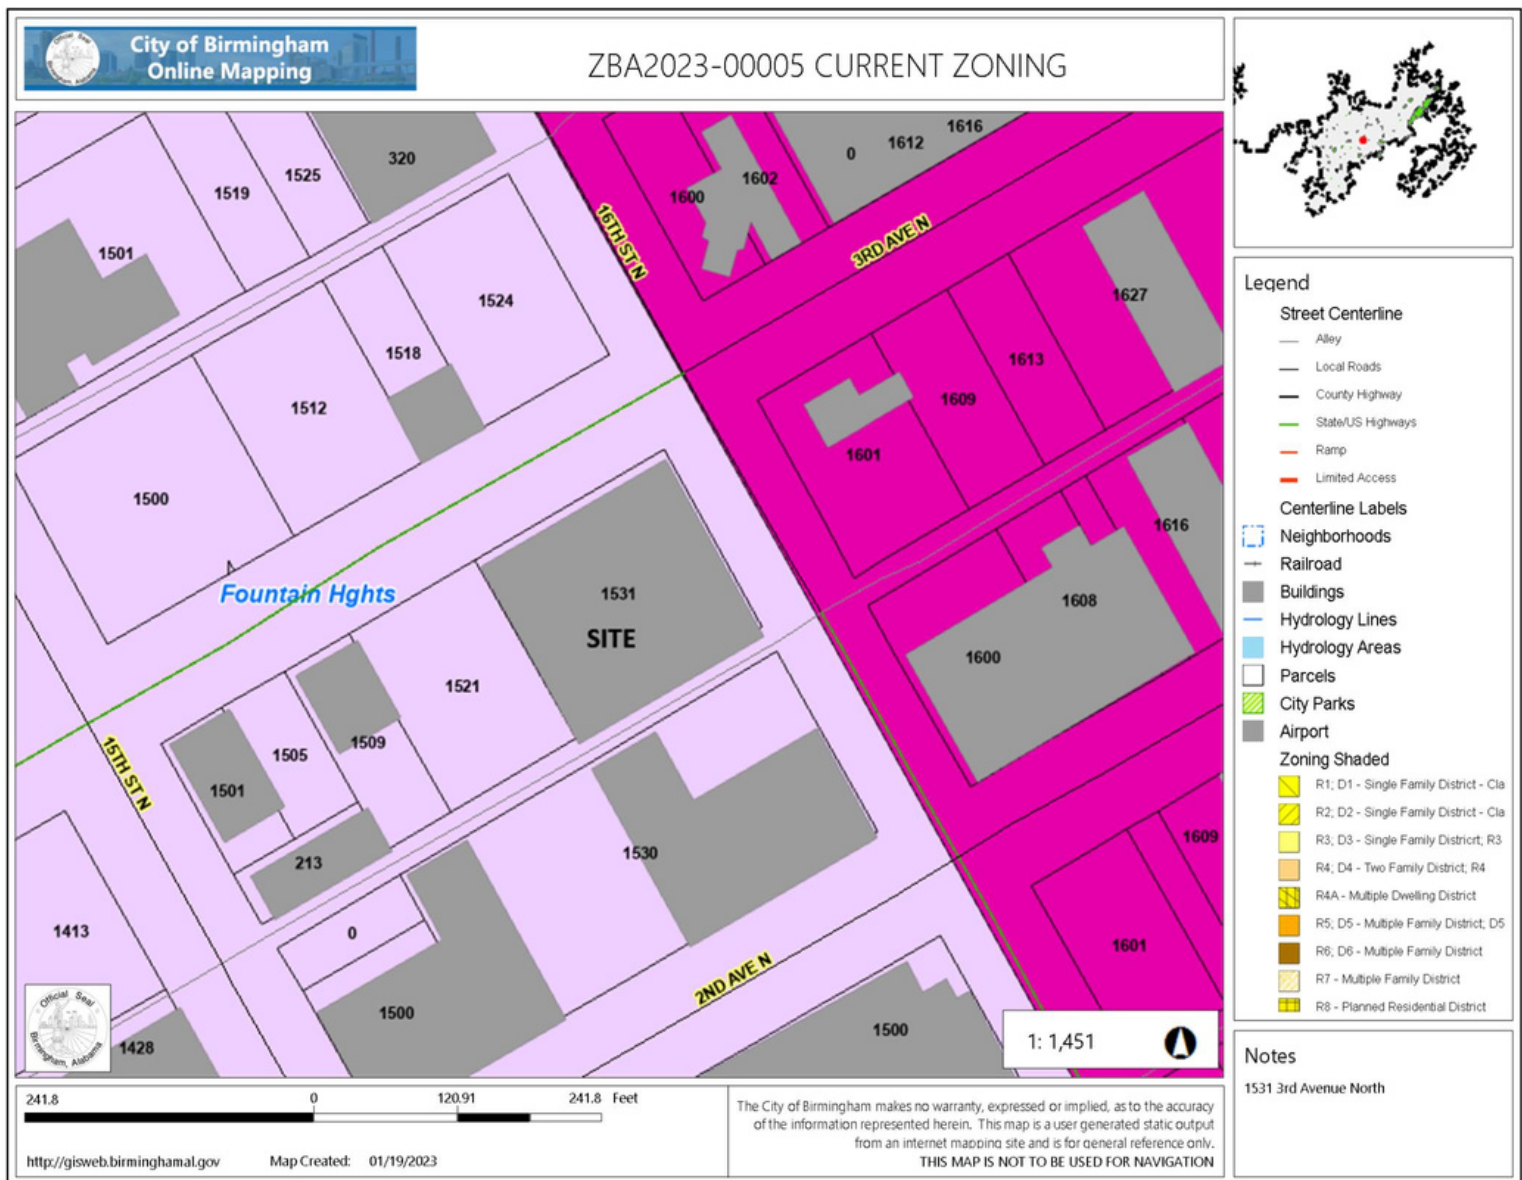 City of Birmingham
Online Mapping
ZBA2023-00005 CURRENT ZONING
320
1525
1519
1501
1524
1518
1512
1500
16TH ST N
1600
1602
0
1612
1616
3RD AVE N
1627
1613
1609
1601
1616
1608
1600
Fountain Hghts
1531
SITE
1521
1509
1505
1501
213
15TH ST N
1413
1530
0
1500
2ND AVE N
1609
1601
1500
1428
Official Seal
Birmingham, Alabama
1: 1,451
Legend
Street Centerline
Alley
Local Roads
County Highway
State/US Highways
Ramp
Limited Access
Centerline Labels
Neighborhoods
Railroad
Buildings
Hydrology Lines
Hydrology Areas
Parcels
City Parks
Airport
Zoning Shaded
R1; D1 - Single Family District - Cla
R2; D2 - Single Family District - Cla
R3; D3 - Single Family Districrt; R3
R4; D4 - Two Family District; R4
R4A - Multiple Dwelling District
R5; D5 - Multiple Family District; D5
R6; D6 - Multiple Family District
R7 - Multiple Family District
R8 - Planned Residential District
Notes
1531 3rd Avenue North
241.8 0 120.91 241.8 Feet
http://gisweb.birminghamal.gov Map Created: 01/19/2023
The City of Birmingham makes no warranty, expressed or implied, as to the accuracy
of the information represented herein. This map is a user generated static output
from an internet mapping site and is for general reference only.
THIS MAP IS NOT TO BE USED FOR NAVIGATION